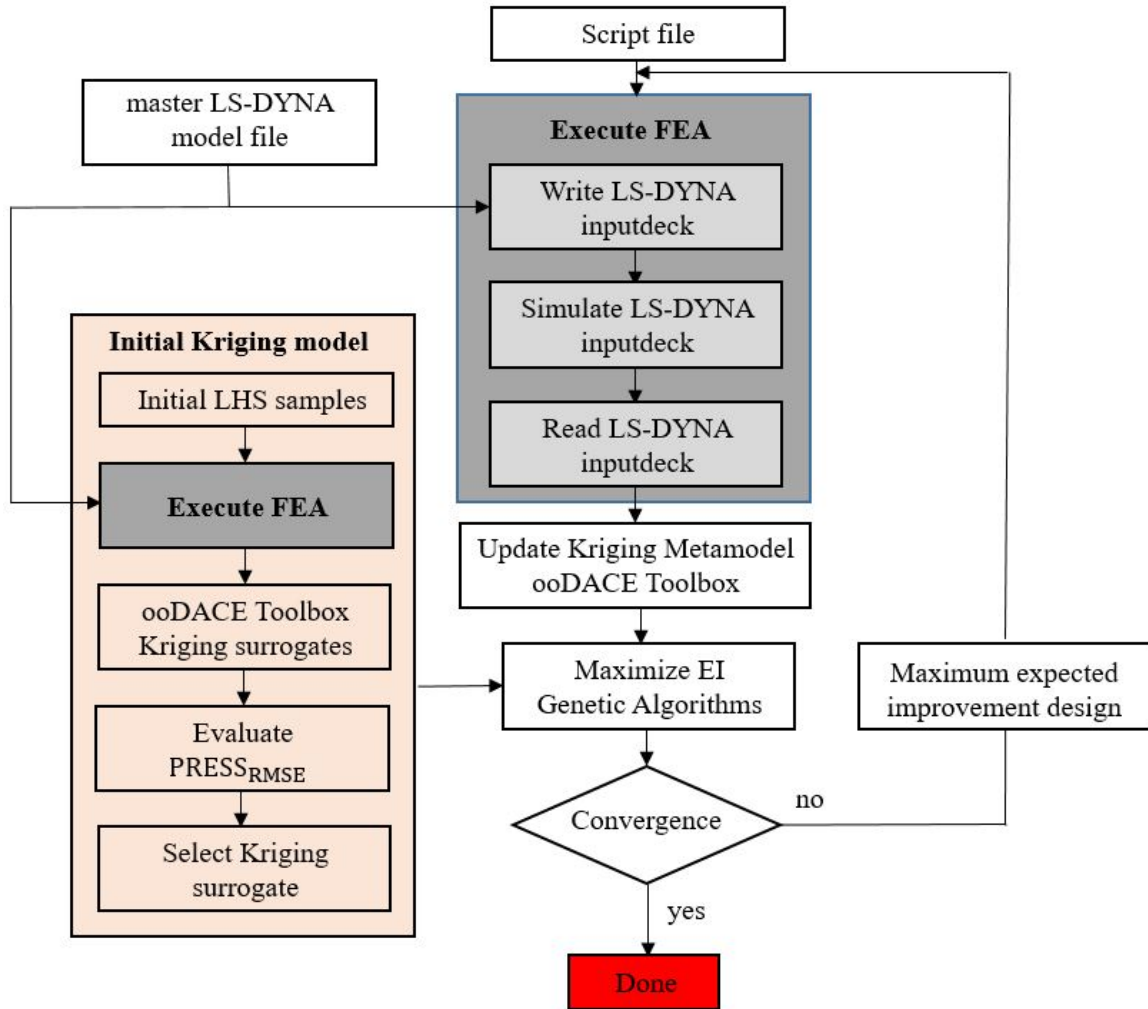 Script file
master LS-DYNA
model file
Execute FEA
Write LS-DYNA
inputdeck
Simulate LS-DYNA
inputdeck
Read LS-DYNA
inputdeck
Initial Kriging model
Initial LHS samples
Execute FEA
ooDACE Toolbox
Kriging surrogates
Evaluate
PRESSRMSE
Select Kriging
surrogate
Update Kriging Metamodel
ooDACE Toolbox
Maximize EI
Genetic Algorithms
Maximum expected
improvement design
Convergence
no
yes
Done